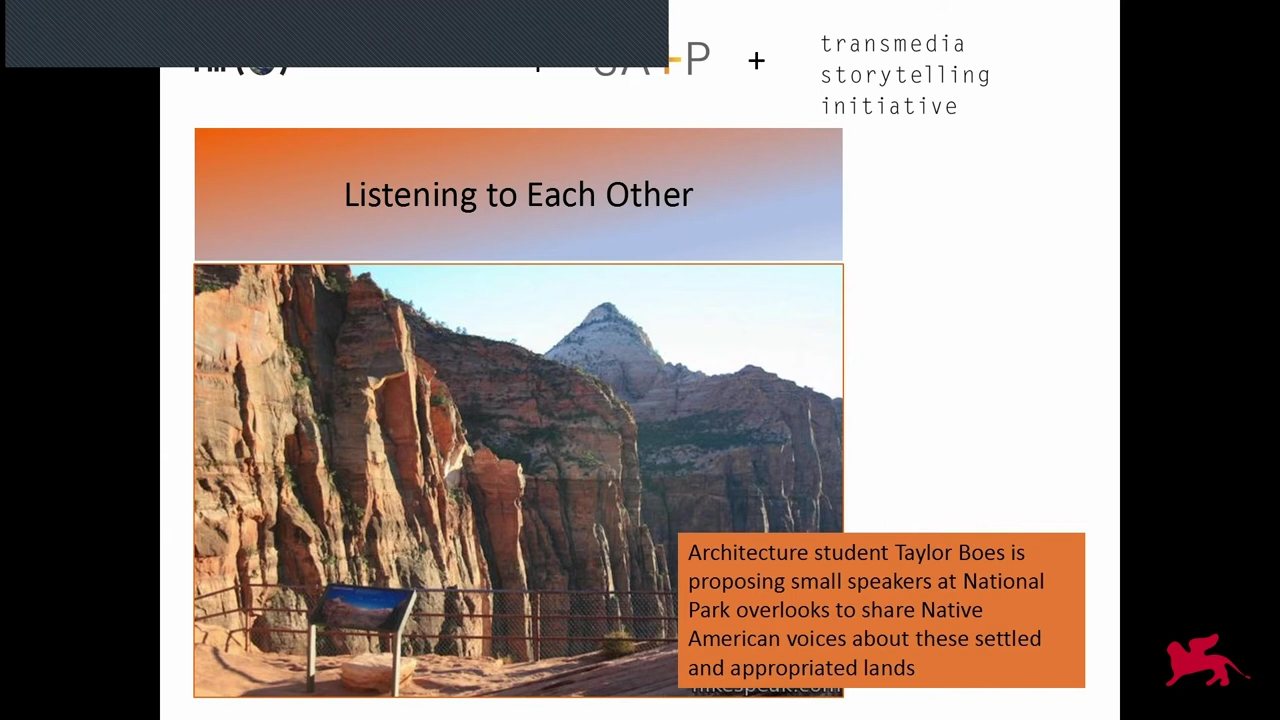 + transmedia
storytelling
initiative
Listening to Each Other
Architecture student Taylor Boes is
proposing small speakers at National
Park overlooks to share Native
American voices about these settled
and appropriated lands